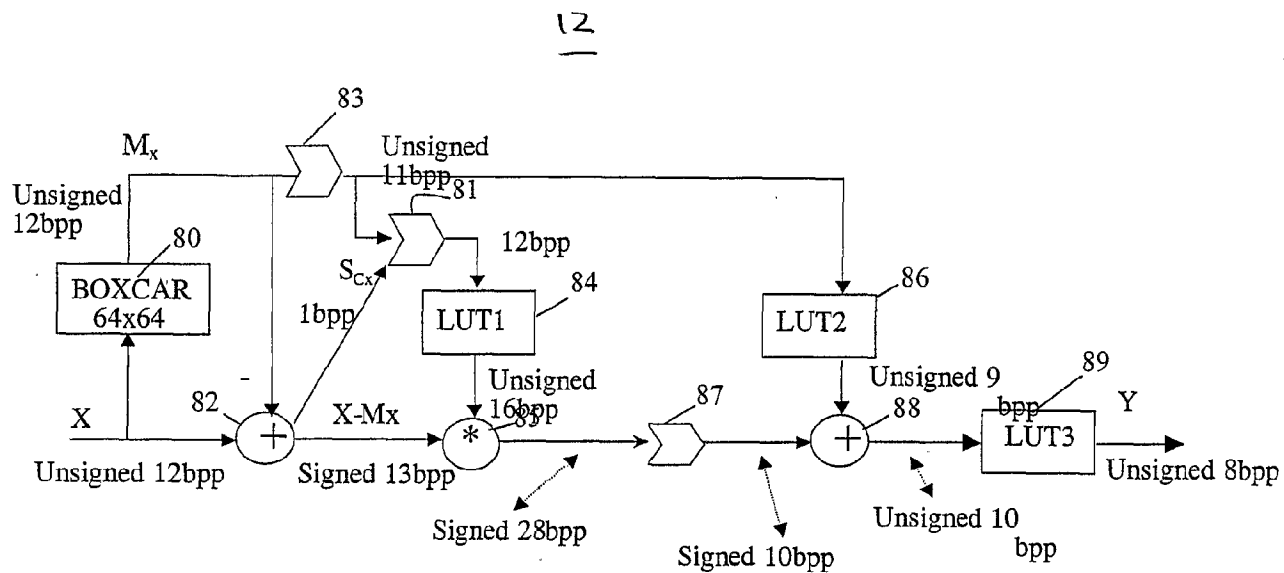 12
83
Mx
Unsigned
11bpp
81
Unsigned
12bpp
80
12bpp
BOXCAR
64x64
SCx
84
86
1bpp
LUT1
LUT2
-
Unsigned
16bpp
Unsigned 9
bpp
89
X
82
+
X-Mx
*
85
87
+
88
LUT3
Y
Unsigned 12bpp
Signed 13bpp
Unsigned 8bpp
Signed 28bpp
Signed 10bpp
Unsigned 10
bpp